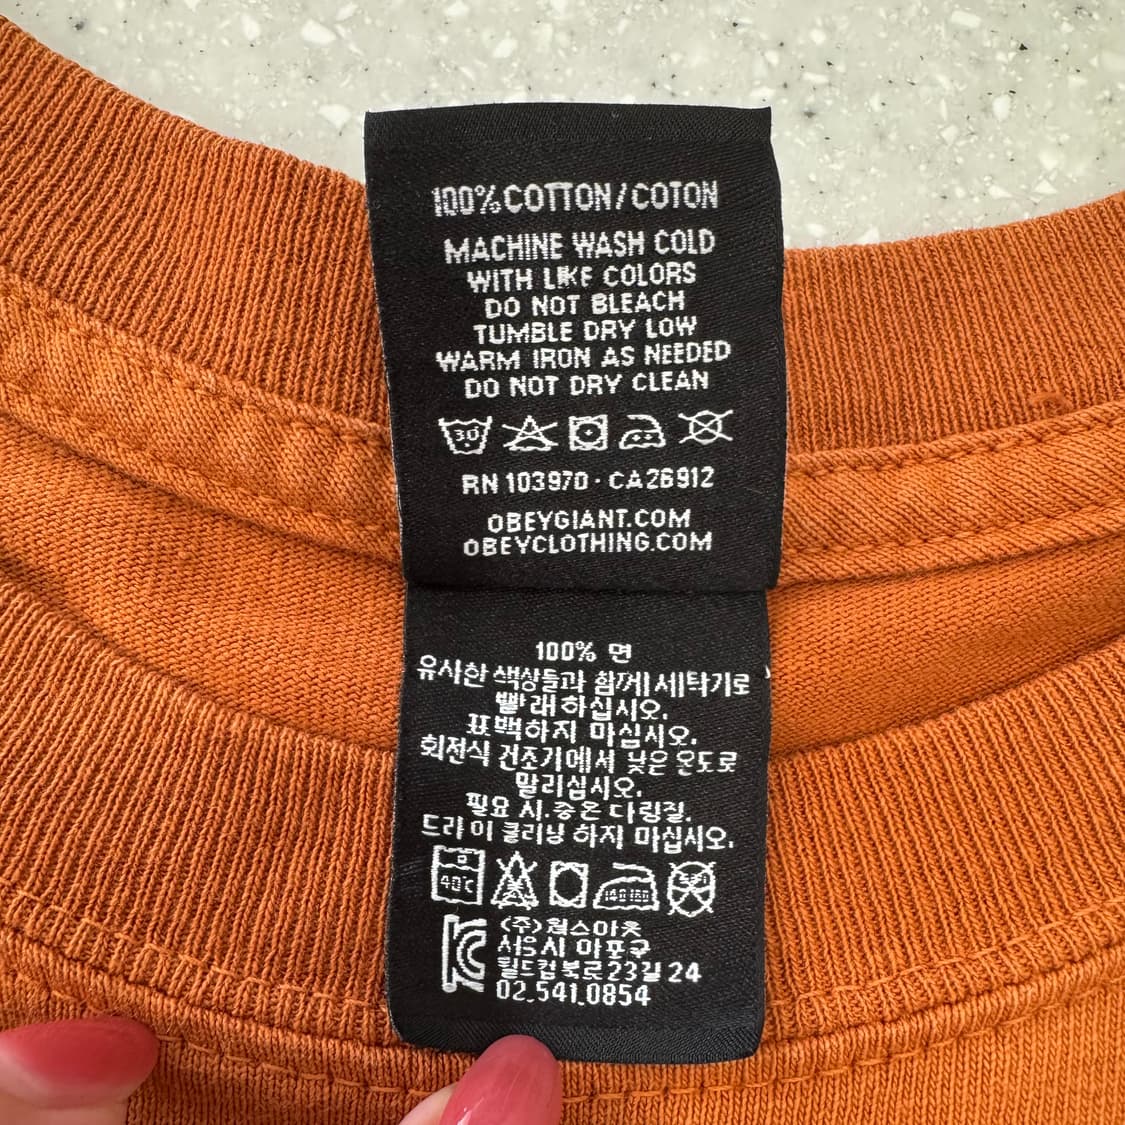 100% COTTON / COTON
MACHINE WASH COLD
WITH LIKE COLORS
DO NOT BLEACH
TUMBLE DRY LOW
WARM IRON AS NEEDED
DO NOT DRY CLEAN
30
RN 103970 · CA26912
OBEYGIANT.COM
OBEYCLOTHING.COM
100% 면
유사한 색상들과 함께 세탁기로
빨래하십시오.
표백하지 마십시오.
회전식 건조기에서 낮은 온도로
말리십시오.
필요 시. 중온 다림질.
드라이 클리닝 하지 마십시오.
40℃
서울시 마포구
월드컵북로23길 24
02.541.0854